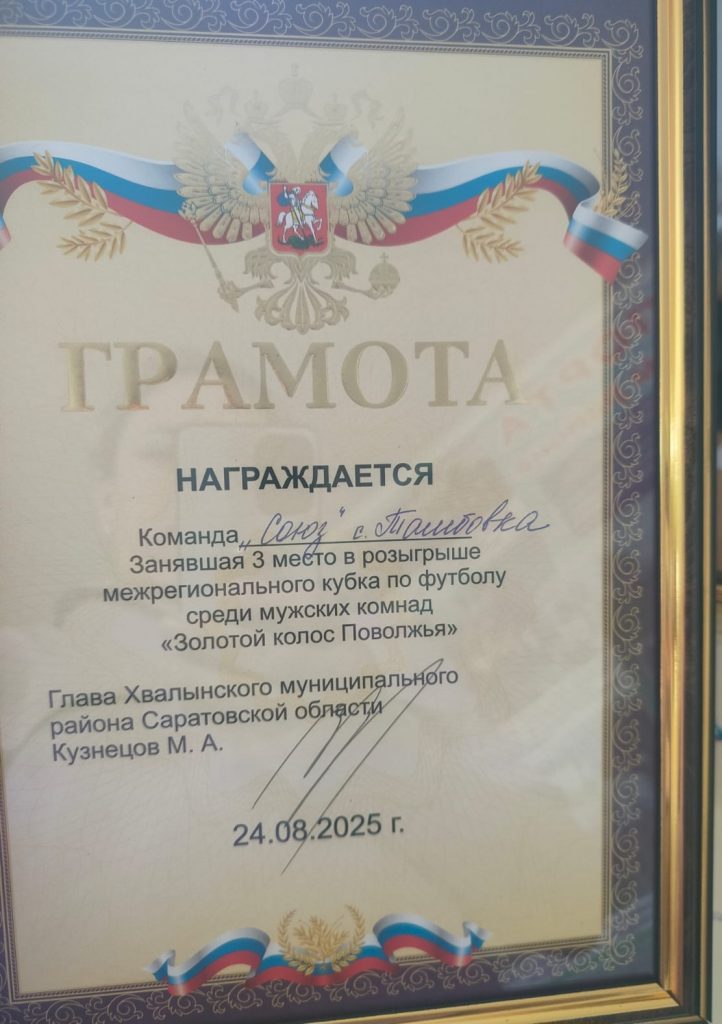 ГРАМОТА
НАГРАЖДАЕТСЯ
Команда „Союз" с. Тамбовка
Занявшая 3 место в розыгрыше
межрегионального кубка по футболу
среди мужских комнад
«Золотой колос Поволжья»
Глава Хвалынского муниципального
района Саратовской области
Кузнецов М. А.
24.08.2025 г.